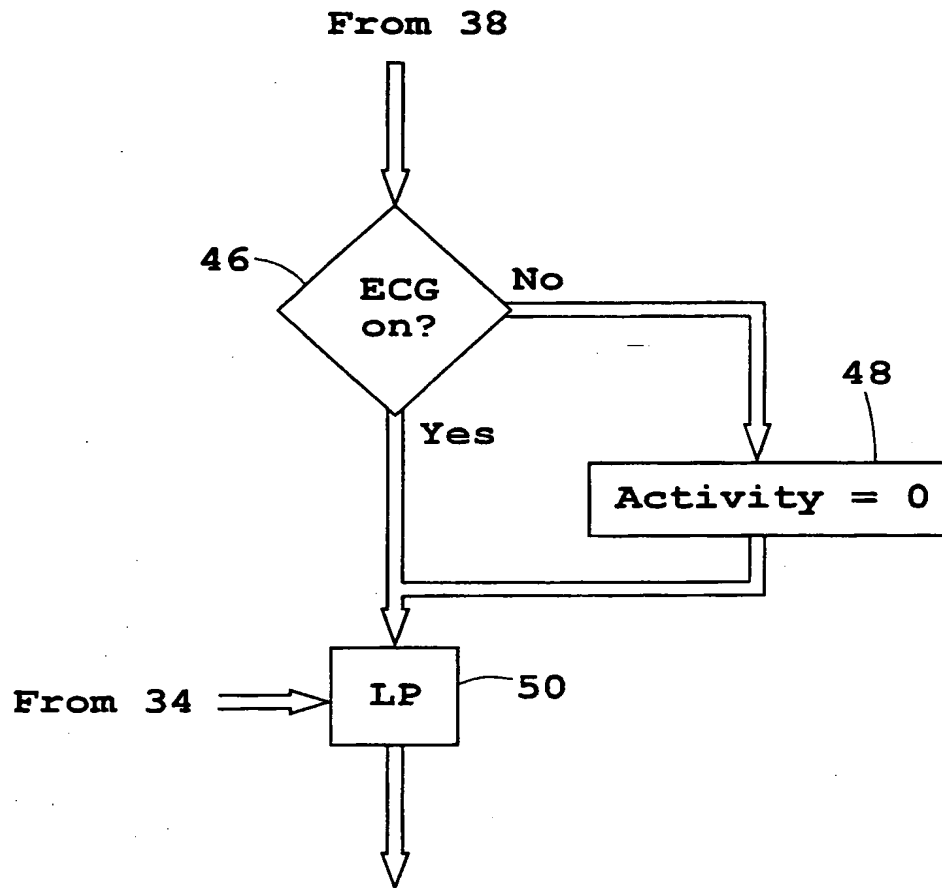 From 38
46
ECG
on?
No
Yes
48
Activity = 0
From 34
LP
50